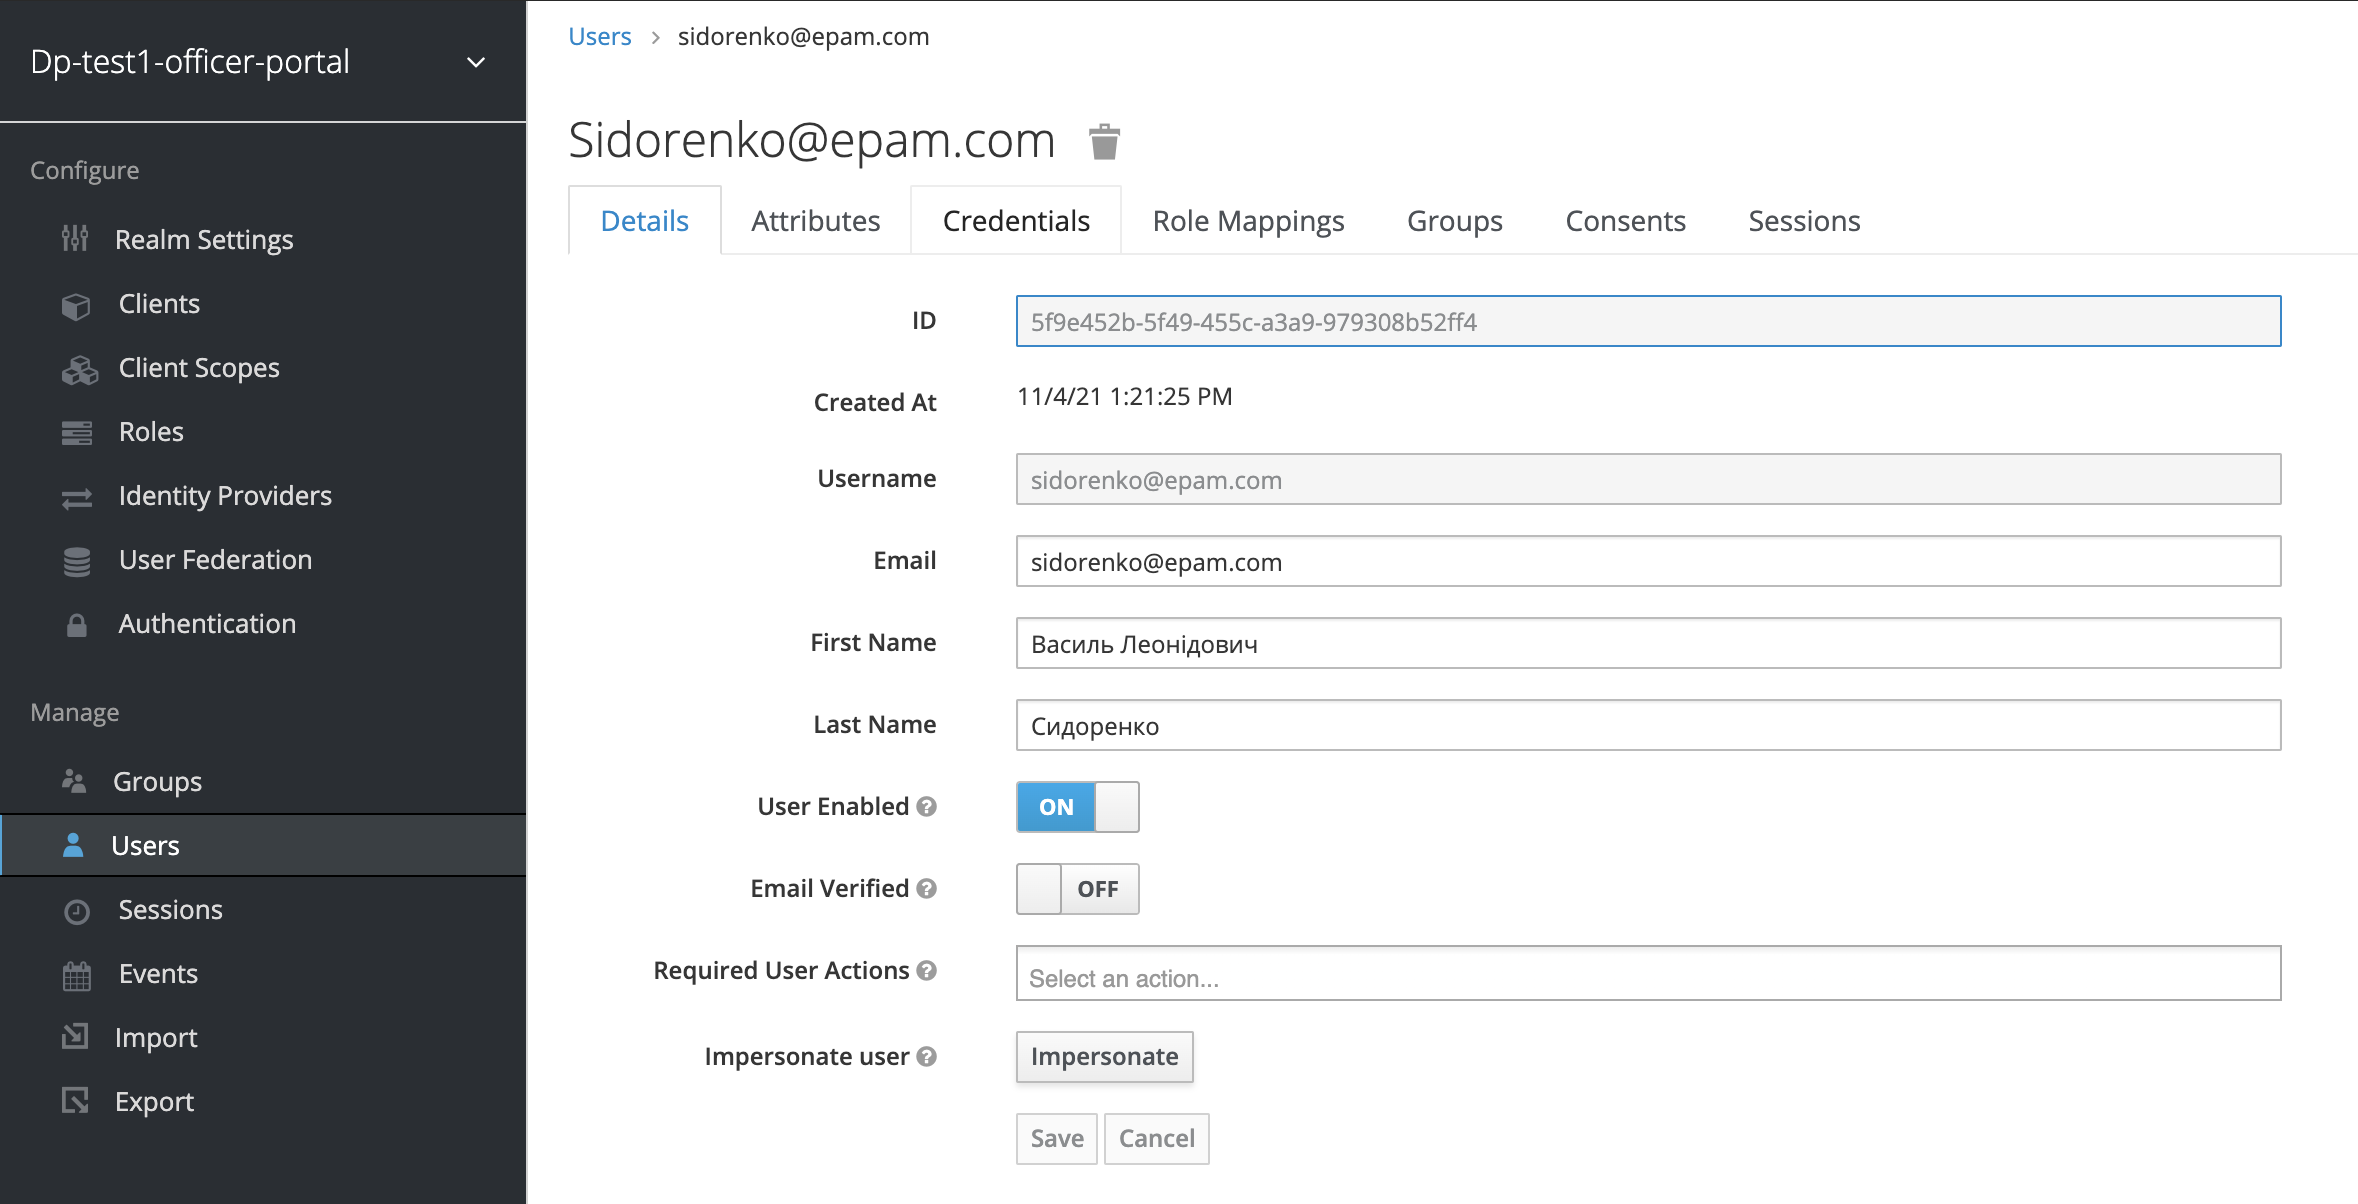 Dp-test1-officer-portal
Configure
Realm Settings
Clients
Client Scopes
Roles
Identity Providers
User Federation
Authentication
Manage
Groups
Users
Sessions
Events
Import
Export
Users > sidorenko@epam.com
Sidorenko@epam.com
Details Attributes Credentials Role Mappings Groups Consents Sessions
ID 5f9e452b-5f49-455c-a3a9-979308b52ff4
Created At 11/4/21 1:21:25 PM
Username sidorenko@epam.com
Email sidorenko@epam.com
First Name Василь Леонідович
Last Name Сидоренко
User Enabled ? ON
Email Verified ? OFF
Required User Actions ? Select an action...
Impersonate user ? Impersonate
Save Cancel